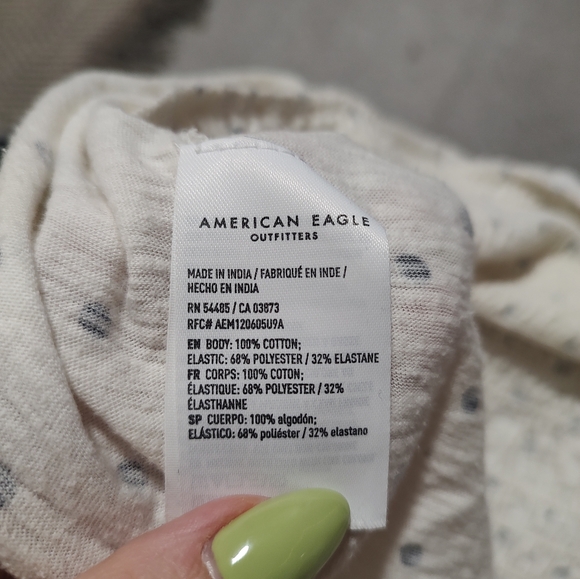 AMERICAN EAGLE
OUTFITTERS
MADE IN INDIA / FABRIQUÉ EN INDE /
HECHO EN INDIA
RN 54485 / CA 03873
RFC# AEM120605U9A
EN BODY: 100% COTTON;
ELASTIC: 68% POLYESTER / 32% ELASTANE
FR CORPS: 100% COTON;
ÉLASTIQUE: 68% POLYESTER / 32%
ÉLASTHANNE
SP CUERPO: 100% algodón;
ELÁSTICO: 68% poliéster / 32% elastano